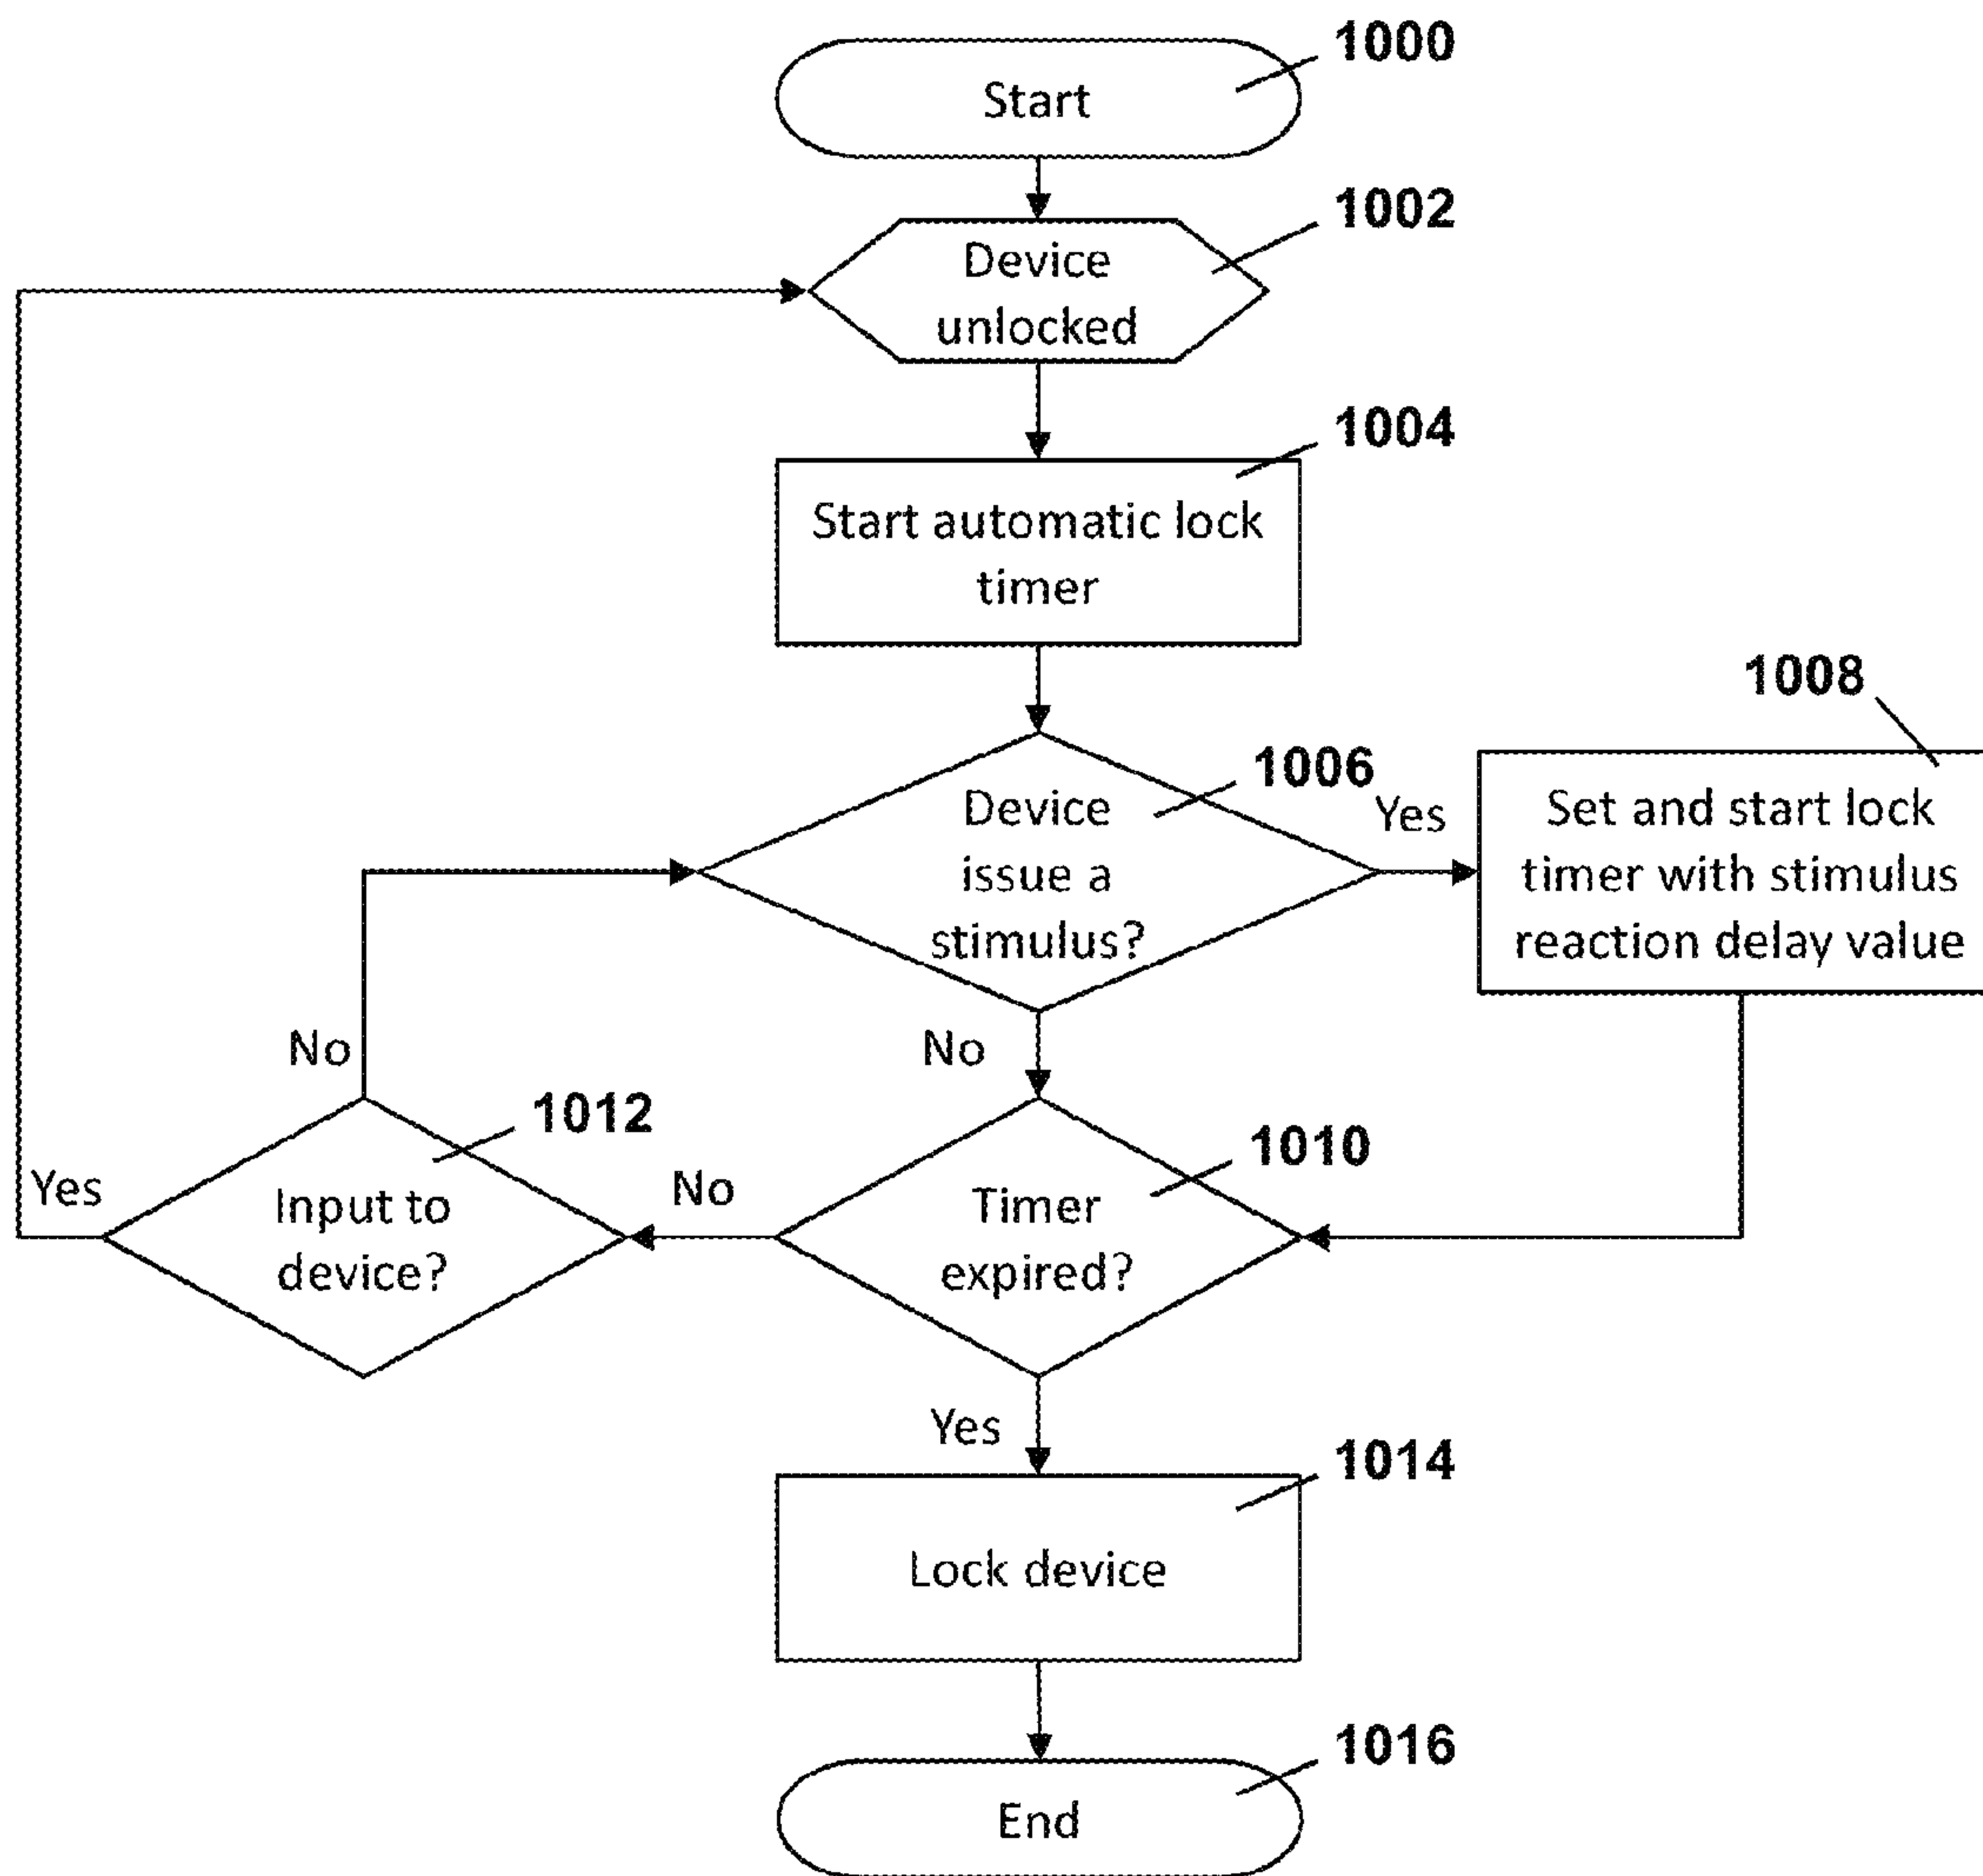 1000
Start
1002
Device
unlocked
1004
Start automatic lock
timer
1006
Device
issue a
stimulus?
Yes
1008
Set and start lock
timer with stimulus
reaction delay value
No
1010
Timer
expired?
No
1012
Input to
device?
No
Yes
Yes
1014
Lock device
1016
End